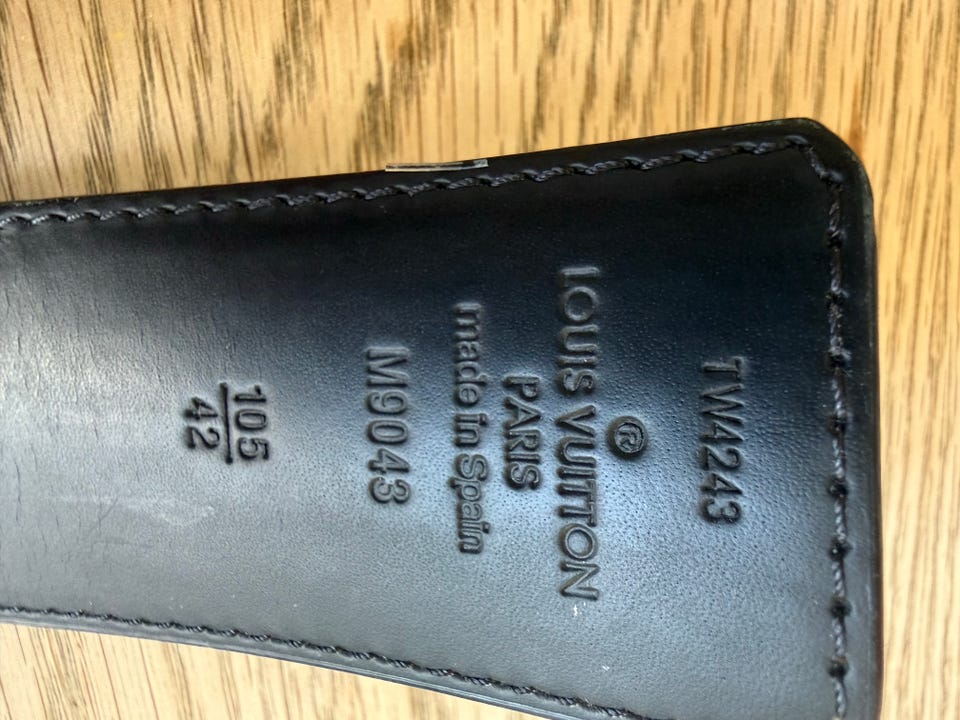 TW4243
®
LOUIS VUITTON
PARIS
made in Spain
M9043
105
42